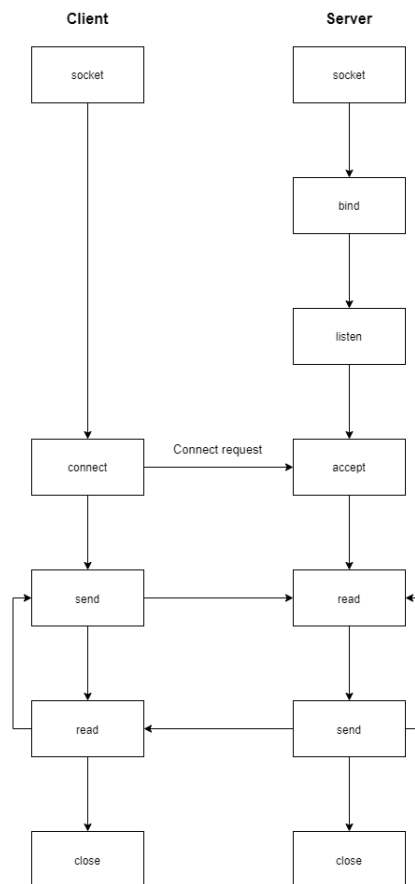 Client
Server
socket
socket
bind
listen
connect
Connect request
accept
send
read
read
send
close
close